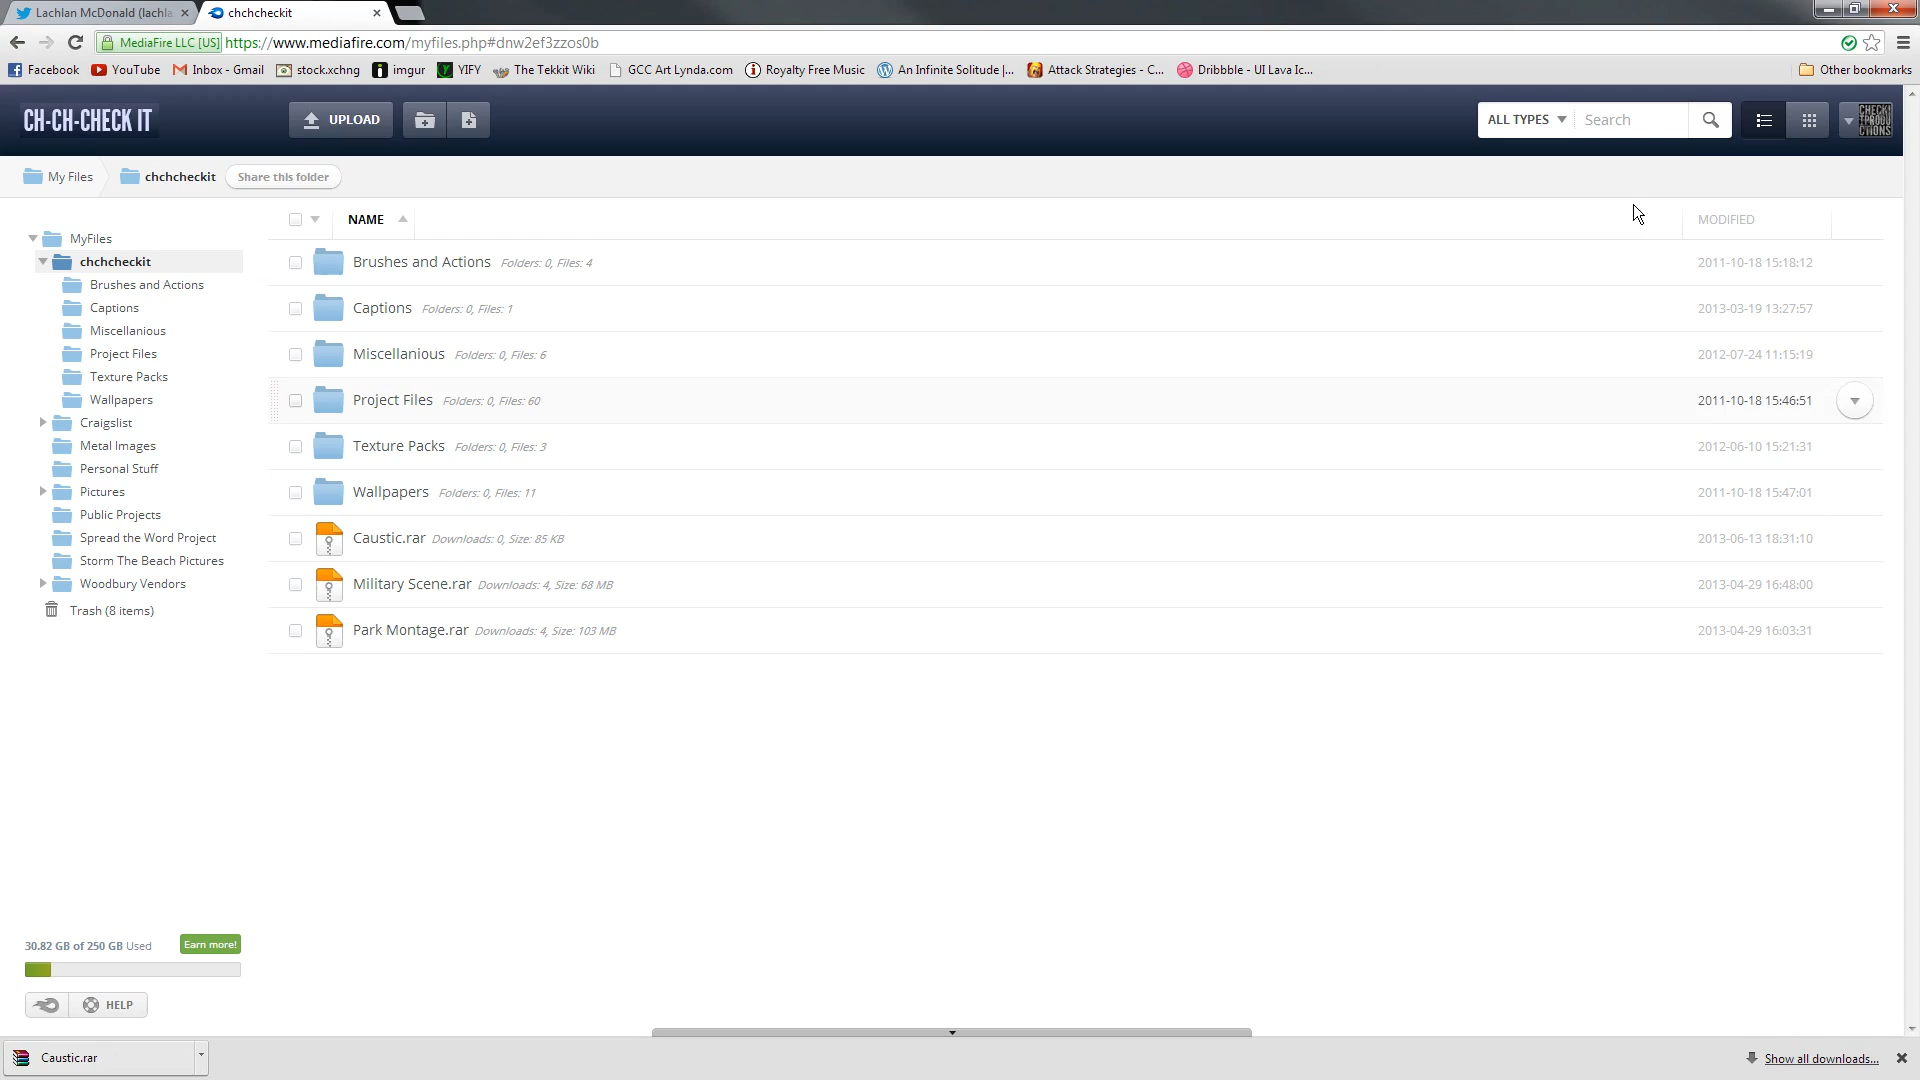 Lachlan McDonald (lachla
chchcheckit
MediaFire LLC [US] https://www.mediafire.com/myfiles.php#dnw2ef3zzos0b
Facebook YouTube Inbox - Gmail stock.xchng imgur YIFY The Tekkit Wiki GCC Art Lynda.com Royalty Free Music An Infinite Solitude |... Attack Strategies - C... Dribbble - UI Lava Ic... Other bookmarks
CH-CH-CHECK IT UPLOAD ALL TYPES Search
My Files chchcheckit Share this folder
NAME MODIFIED
MyFiles
chchcheckit
Brushes and Actions
Captions
Miscellanious
Project Files
Texture Packs
Wallpapers
Craigslist
Metal Images
Personal Stuff
Pictures
Public Projects
Spread the Word Project
Storm The Beach Pictures
Woodbury Vendors
Trash (8 items)
Brushes and Actions Folders: 0, Files: 4 2011-10-18 15:18:12
Captions Folders: 0, Files: 1 2013-03-19 13:27:57
Miscellanious Folders: 0, Files: 6 2012-07-24 11:15:19
Project Files Folders: 0, Files: 60 2011-10-18 15:46:51
Texture Packs Folders: 0, Files: 3 2012-06-10 15:21:31
Wallpapers Folders: 0, Files: 11 2011-10-18 15:47:01
Caustic.rar Downloads: 0, Size: 85 KB 2013-06-13 18:31:10
Military Scene.rar Downloads: 4, Size: 68 MB 2013-04-29 16:48:00
Park Montage.rar Downloads: 4, Size: 103 MB 2013-04-29 16:03:31
30.82 GB of 250 GB Used Earn more!
HELP
Caustic.rar Show all downloads...